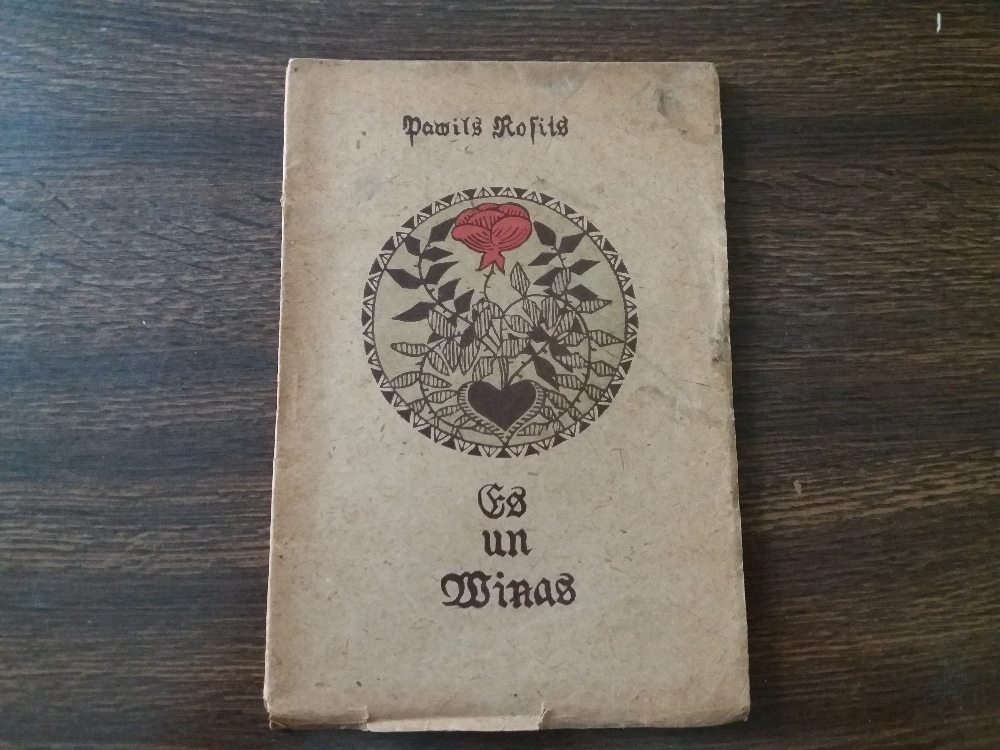 Pawils Rosits
Es
un
Winas